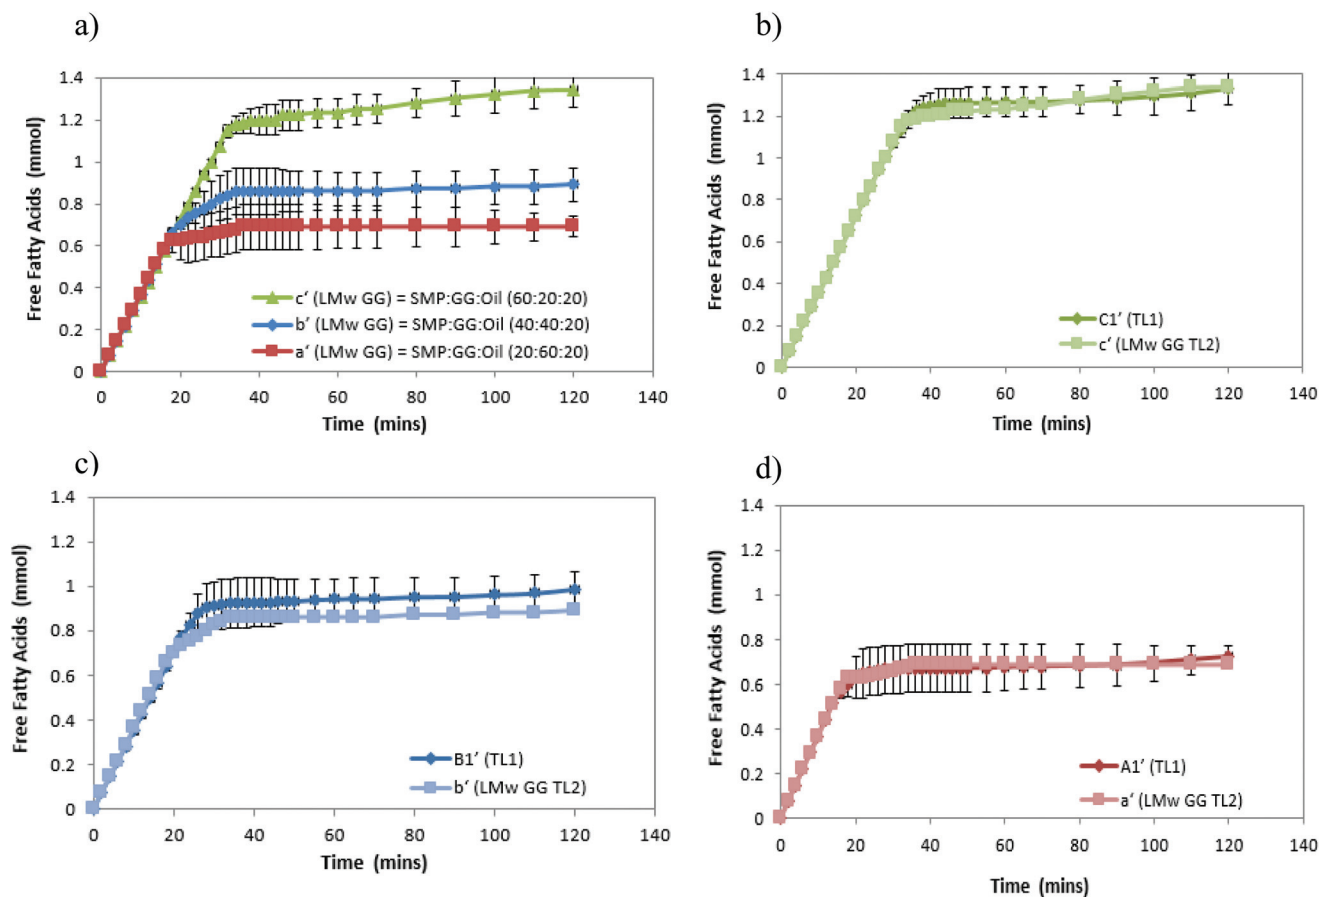 a)
Free Fatty Acids (mmol)
1.4
1.2
1
0.8
0.6
0.4
0.2
0
c‘ (LMw GG) = SMP:GG:Oil (60:20:20)
b’ (LMw GG) = SMP:GG:Oil (40:40:20)
a‘ (LMw GG) = SMP:GG:Oil (20:60:20)
0 20 40 60 80 100 120 140
Time (mins)
b)
Free Fatty Acids (mmol)
1.4
1.2
1
0.8
0.6
0.4
0.2
0
C1’ (TL1)
c‘ (LMw GG TL2)
0 20 40 60 80 100 120 140
Time (mins)
c)
Free Fatty Acids (mmol)
1.4
1.2
1
0.8
0.6
0.4
0.2
0
B1’ (TL1)
b‘ (LMw GG TL2)
0 20 40 60 80 100 120 140
Time (mins)
d)
Free Fatty Acids (mmol)
1.4
1.2
1
0.8
0.6
0.4
0.2
0
A1’ (TL1)
a‘ (LMw GG TL2)
0 20 40 60 80 100 120 140
Time (mins)